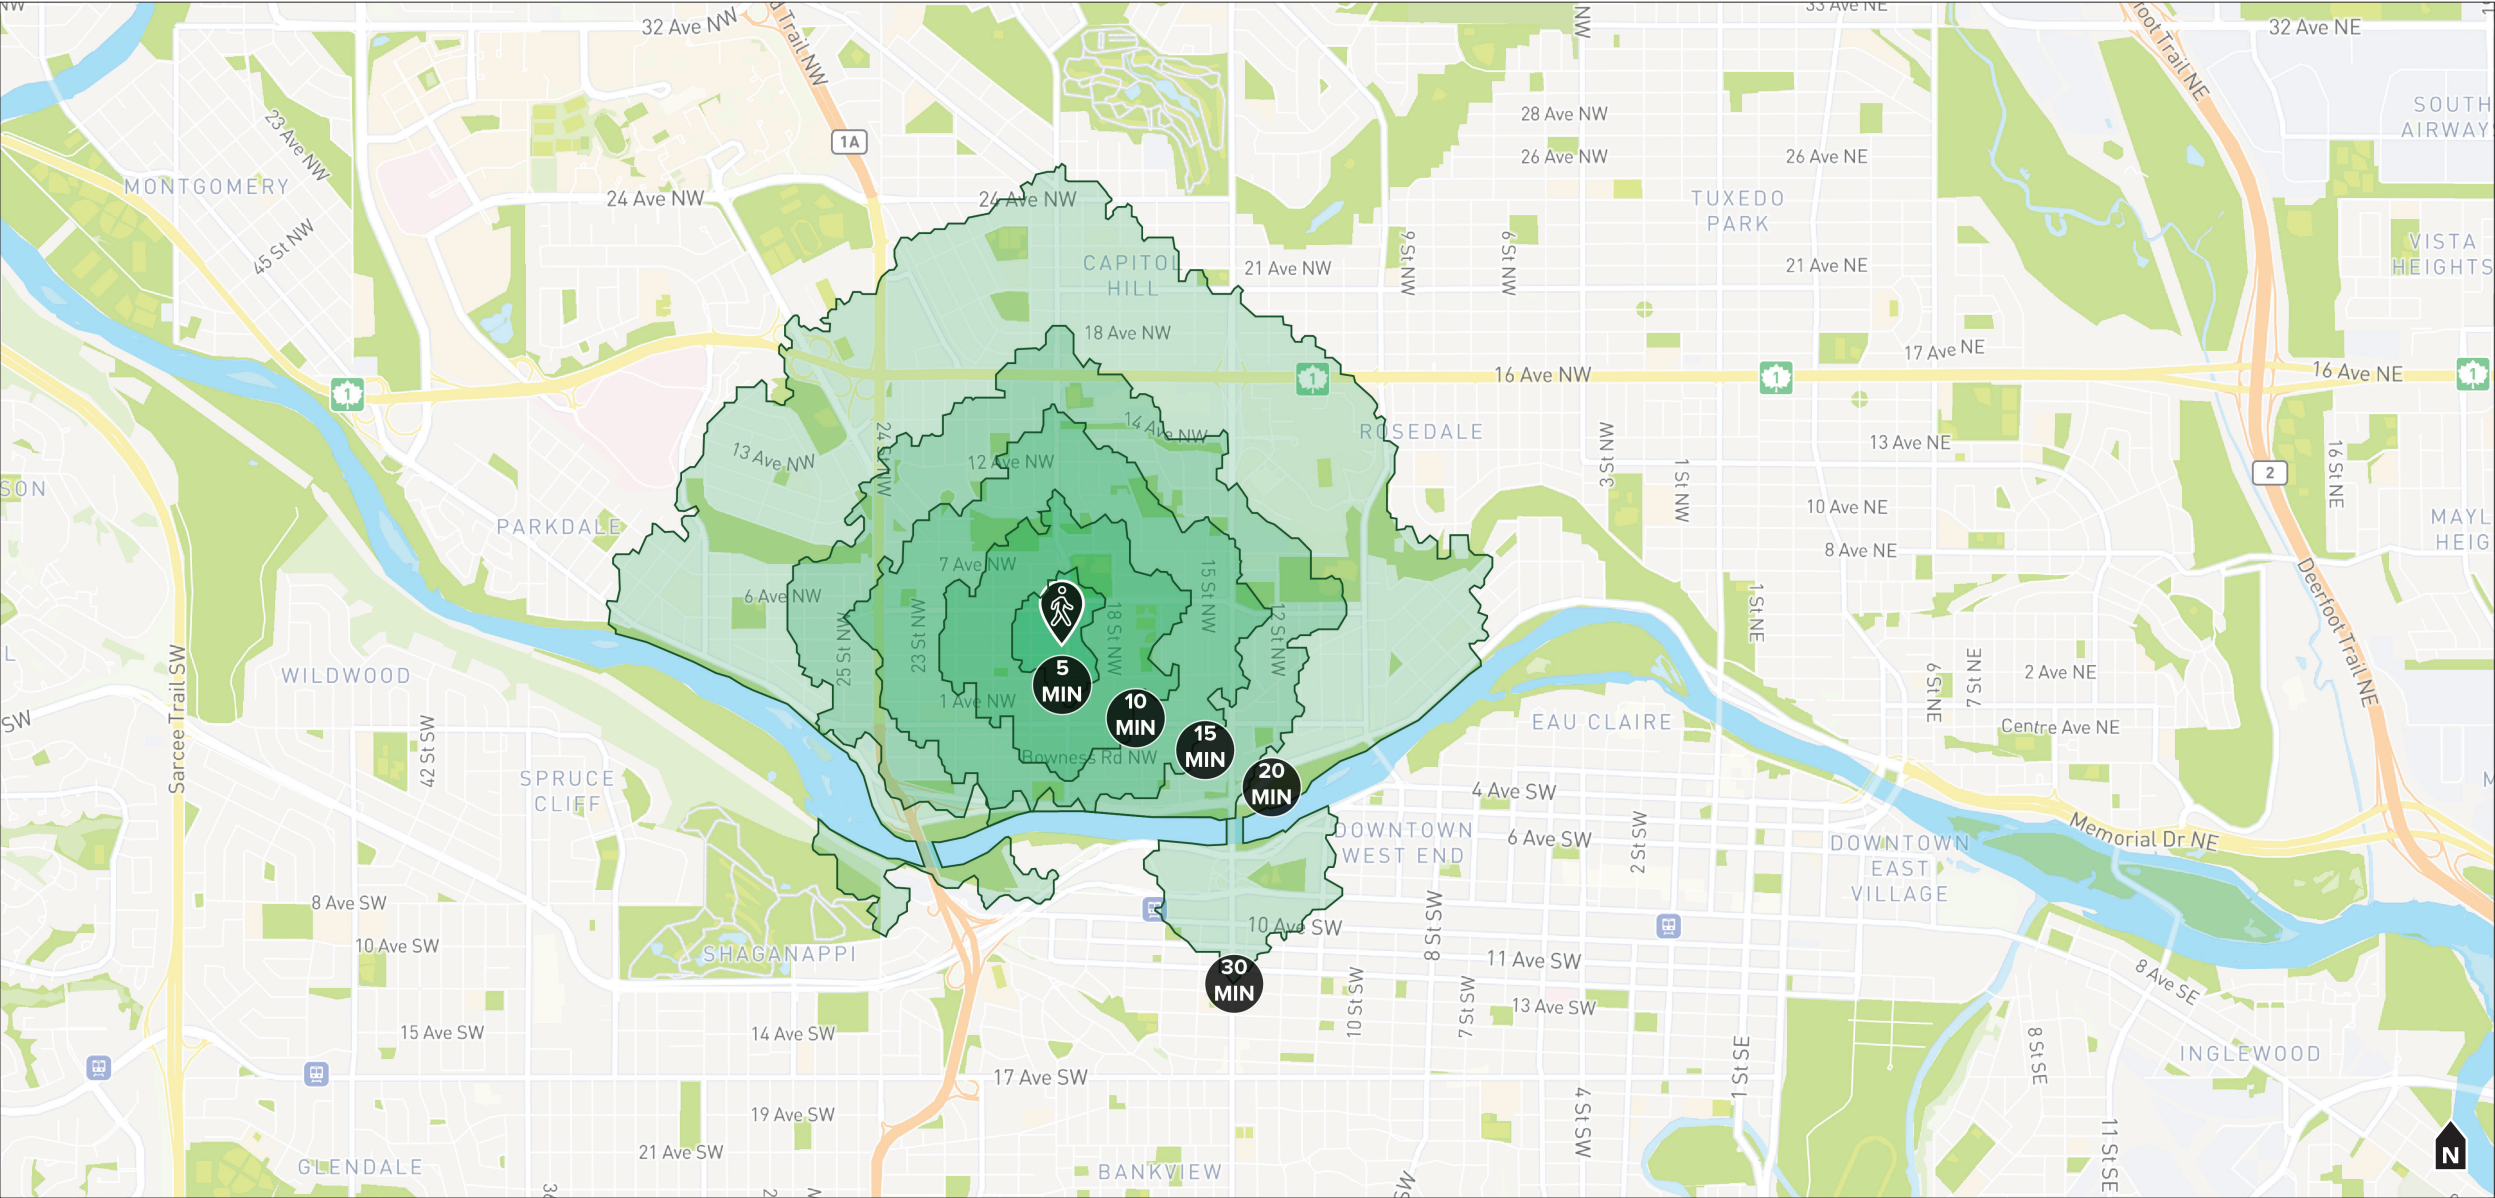 32 Ave NW
33 Ave NE
32 Ave NE
Trail NW
1A
23 Ave NW
28 Ave NW
26 Ave NW
26 Ave NE
SOUTH
AIRWAYS
MONTGOMERY
24 Ave NW
24 Ave NW
TUXEDO
PARK
45 St NW
CAPITOL
HILL
21 Ave NW
9 St NW
6 St NW
21 Ave NE
VISTA
HEIGHTS
18 Ave NW
17 Ave NE
1
1
16 Ave NW
1
16 Ave NE
1
14 Ave NW
ROSEDALE
13 Ave NE
13 Ave NW
24 St NW
12 Ave NW
3 St NW
1 St NW
2
16 St NE
SON
10 Ave NE
PARKDALE
MAYL
HEIG
8 Ave NE
7 Ave NW
6 Ave NW
15 St NW
1 St NE
Deerfoot Trail NE
25 St NW
23 St NW
18 St NW
12 St NW
Sarcee Trail SW
WILDWOOD
5
MIN
2 Ave NE
6 St NE
7 St NE
1 Ave NW
10
MIN
SW
42 St SW
EAU CLAIRE
Centre Ave NE
15
MIN
Bowness Rd NW
SPRUCE
CLIFF
20
MIN
4 Ave SW
6 Ave SW
2 St SW
DOWNTOWN
WEST END
Memorial Dr NE
DOWNTOWN
EAST
VILLAGE
8 Ave SW
10 Ave SW
8 St SW
10 Ave SW
SHAGANAPPI
11 Ave SW
30
MIN
8 Ave SE
10 St SW
7 St SW
13 Ave SW
15 Ave SW
14 Ave SW
1 St SE
8 St SE
INGLEWOOD
17 Ave SW
19 Ave SW
4 St SW
11 St SE
21 Ave SW
GLENDALE
BANKVIEW
N